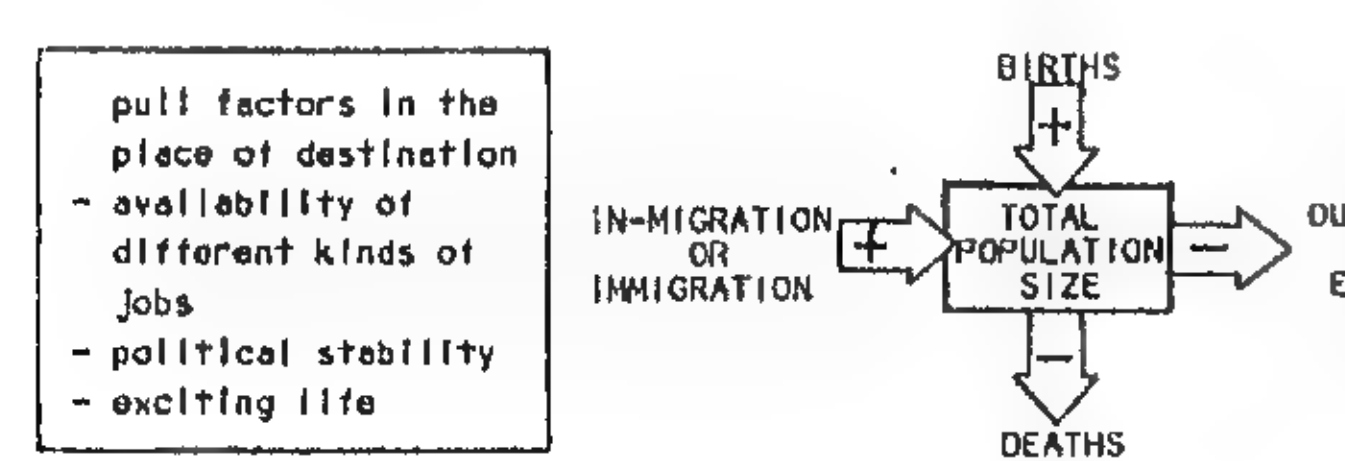 pull factors in the
place of destination
- availability of
different kinds of
jobs
- political stability
- exciting life
BIRTHS
+
IN-MIGRATION
OR
IMMIGRATION
+
TOTAL
POPULATION
SIZE
-
OU
E
-
DEATHS